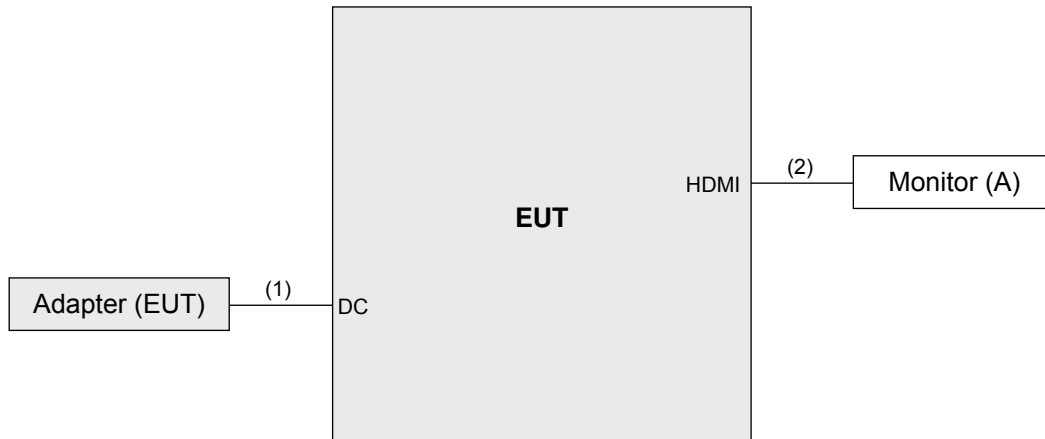 (2)
HDMI
Monitor (A)
EUT
Adapter (EUT)
(1)
DC